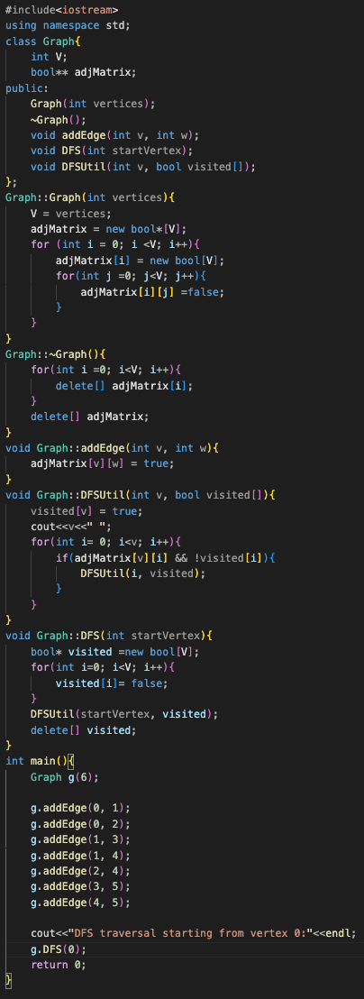 #include<iostream>
using namespace std;
class Graph{
    int V;
    bool** adjMatrix;
public:
    Graph(int vertices);
    ~Graph();
    void addEdge(int v, int w);
    void DFS(int startVertex);
    void DFSUtil(int v, bool visited[]);
};
Graph::Graph(int vertices){
    V = vertices;
    adjMatrix = new bool*[V];
    for (int i = 0; i <V; i++){
        adjMatrix[i] = new bool[V];
        for(int j =0; j<V; j++){
            adjMatrix[i][j] =false;
        }
    }
}
Graph::~Graph(){
    for(int i =0; i<V; i++){
        delete[] adjMatrix[i];
    }
    delete[] adjMatrix;
}
void Graph::addEdge(int v, int w){
    adjMatrix[v][w] = true;
}
void Graph::DFSUtil(int v, bool visited[]){
    visited[v] = true;
    cout<<v<<" ";
    for(int i= 0; i<v; i++){
        if(adjMatrix[v][i] && !visited[i]){
            DFSUtil(i, visited);
        }
    }
}
void Graph::DFS(int startVertex){
    bool* visited =new bool[V];
    for(int i=0; i<V; i++){
        visited[i]= false;
    }
    DFSUtil(startVertex, visited);
    delete[] visited;
}
int main(){
    Graph g(6);

    g.addEdge(0, 1);
    g.addEdge(0, 2);
    g.addEdge(1, 3);
    g.addEdge(1, 4);
    g.addEdge(2, 4);
    g.addEdge(3, 5);
    g.addEdge(4, 5);

    cout<<"DFS traversal starting from vertex 0:"<<endl;
    g.DFS(0);
    return 0;
}